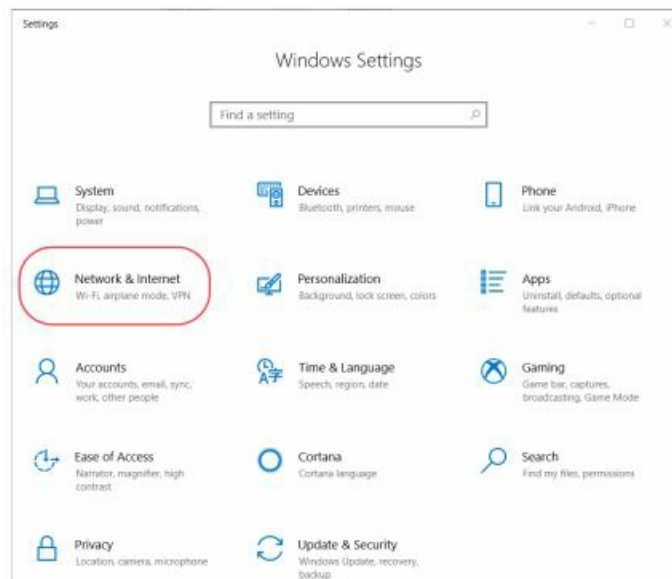 Settings
Windows Settings
Find a setting
System
Display, sound, notifications,
power
Devices
Bluetooth, printers, mouse
Phone
Link your Android, iPhone
Network & Internet
Wi-Fi, airplane mode, VPN
Personalization
Background, lock screen, colors
Apps
Uninstall, defaults, optional
features
Accounts
Your accounts, email, sync,
work, other people
Time & Language
Speech, region, date
Gaming
Game bar, captures,
broadcasting, Game Mode
Ease of Access
Narrator, magnifier, high
contrast
Cortana
Cortana language
Search
Find my files, permissions
Privacy
Location, camera, microphone
Update & Security
Windows Update, recovery,
backup